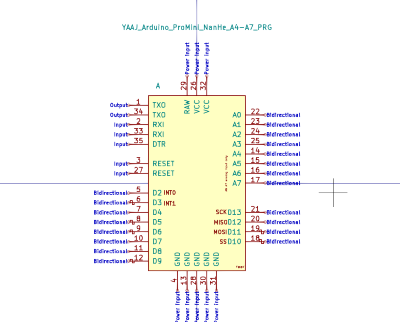 YAAJ_Arduino_ProMini_NanHe_A4-A7_PRG
Power Input Power Input Power Input
29 26 32
A
RAW VCC VCC
Output 1 TXO
Output 34 TXO
Input 2 RXI
Input 33 RXI
Input 35 DTR
Input 3 RESET
Input 27 RESET
Bidirectional 5 D2 INT0
Bidirectional 6 D3 INT1
Bidirectional 7 D4
Bidirectional 8 D5
Bidirectional 9 D6
Bidirectional 10 D7
Bidirectional 11 D8
Bidirectional 12 D9
A0 22 Bidirectional
A1 23 Bidirectional
A2 24 Bidirectional
A3 25 Bidirectional
A4 14 Bidirectional
A5 15 Bidirectional
A6 16 Bidirectional
A7 17 Bidirectional
SCK D13 21 Bidirectional
MISO D12 20 Bidirectional
MOSI D11 19 Bidirectional
SS D10 18 Bidirectional
GND GND GND GND GND
4 13 28 30 31
Power Input Power Input Power Input Power Input Power Input